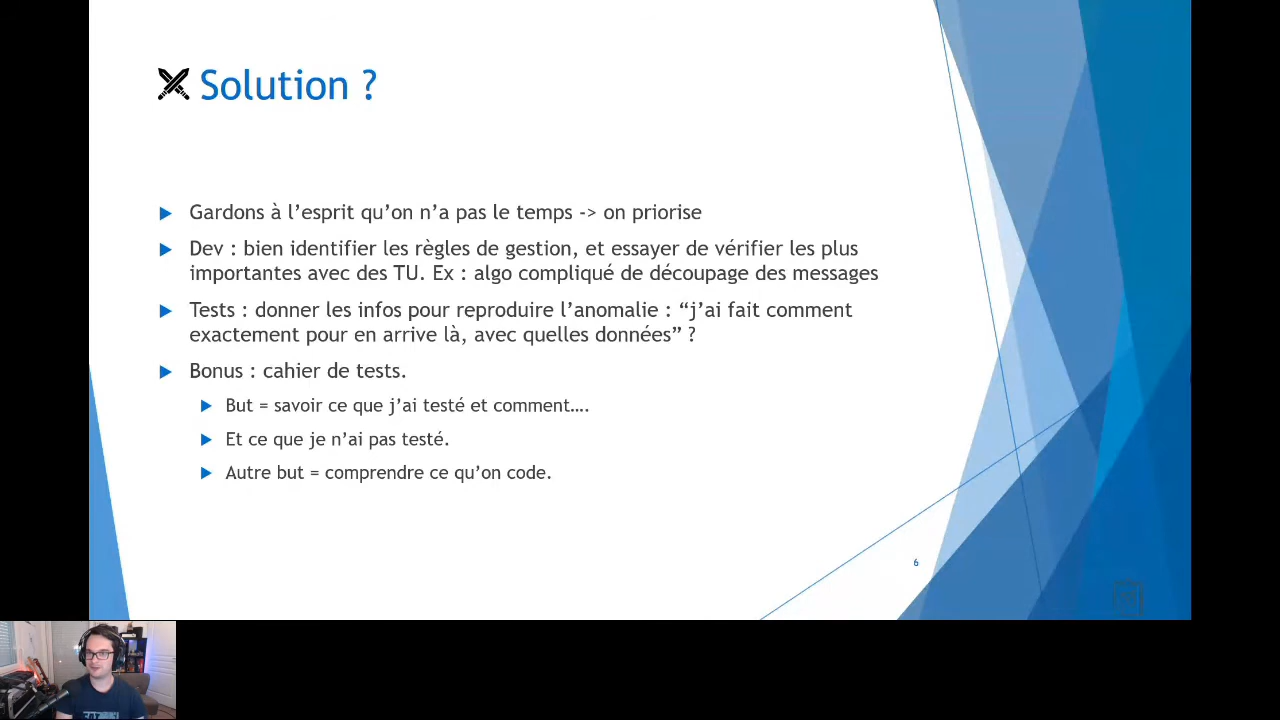 Solution ?
Gardons à l’esprit qu’on n’a pas le temps -> on priorise
Dev : bien identifier les règles de gestion, et essayer de vérifier les plus
importantes avec des TU. Ex : algo compliqué de découpage des messages
Tests : donner les infos pour reproduire l’anomalie : “j’ai fait comment
exactement pour en arrive là, avec quelles données” ?
Bonus : cahier de tests.
But = savoir ce que j’ai testé et comment….
Et ce que je n’ai pas testé.
Autre but = comprendre ce qu’on code.
6